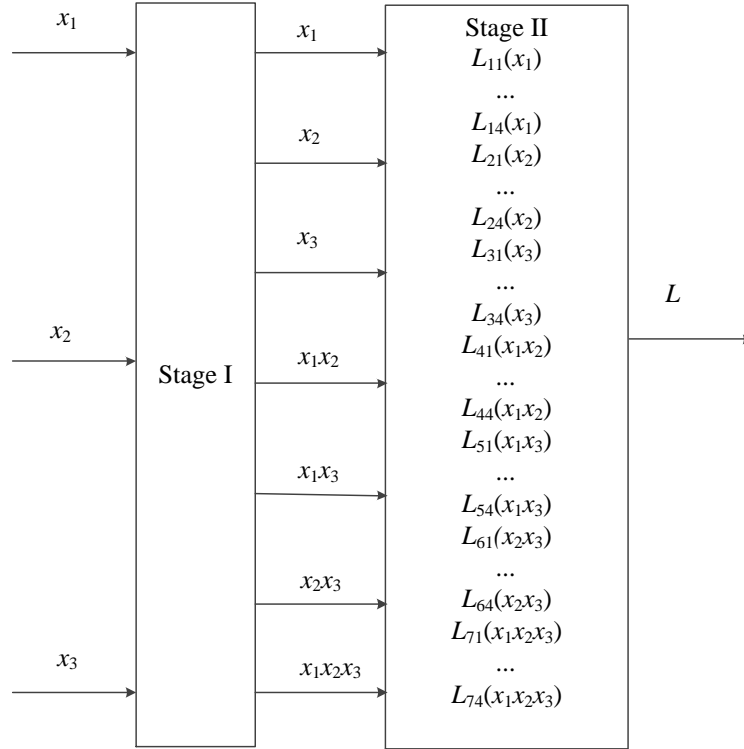 x₁
x₂
x₃
Stage I
x₁
x₂
x₃
x₁x₂
x₁x₃
x₂x₃
x₁x₂x₃
Stage II
L₁₁(x₁)
...
L₁₄(x₁)
L₂₁(x₂)
...
L₂₄(x₂)
L₃₁(x₃)
...
L₃₄(x₃)
L₄₁(x₁x₂)
...
L₄₄(x₁x₂)
L₅₁(x₁x₃)
...
L₅₄(x₁x₃)
L₆₁(x₂x₃)
...
L₆₄(x₂x₃)
L₇₁(x₁x₂x₃)
...
L₇₄(x₁x₂x₃)
L